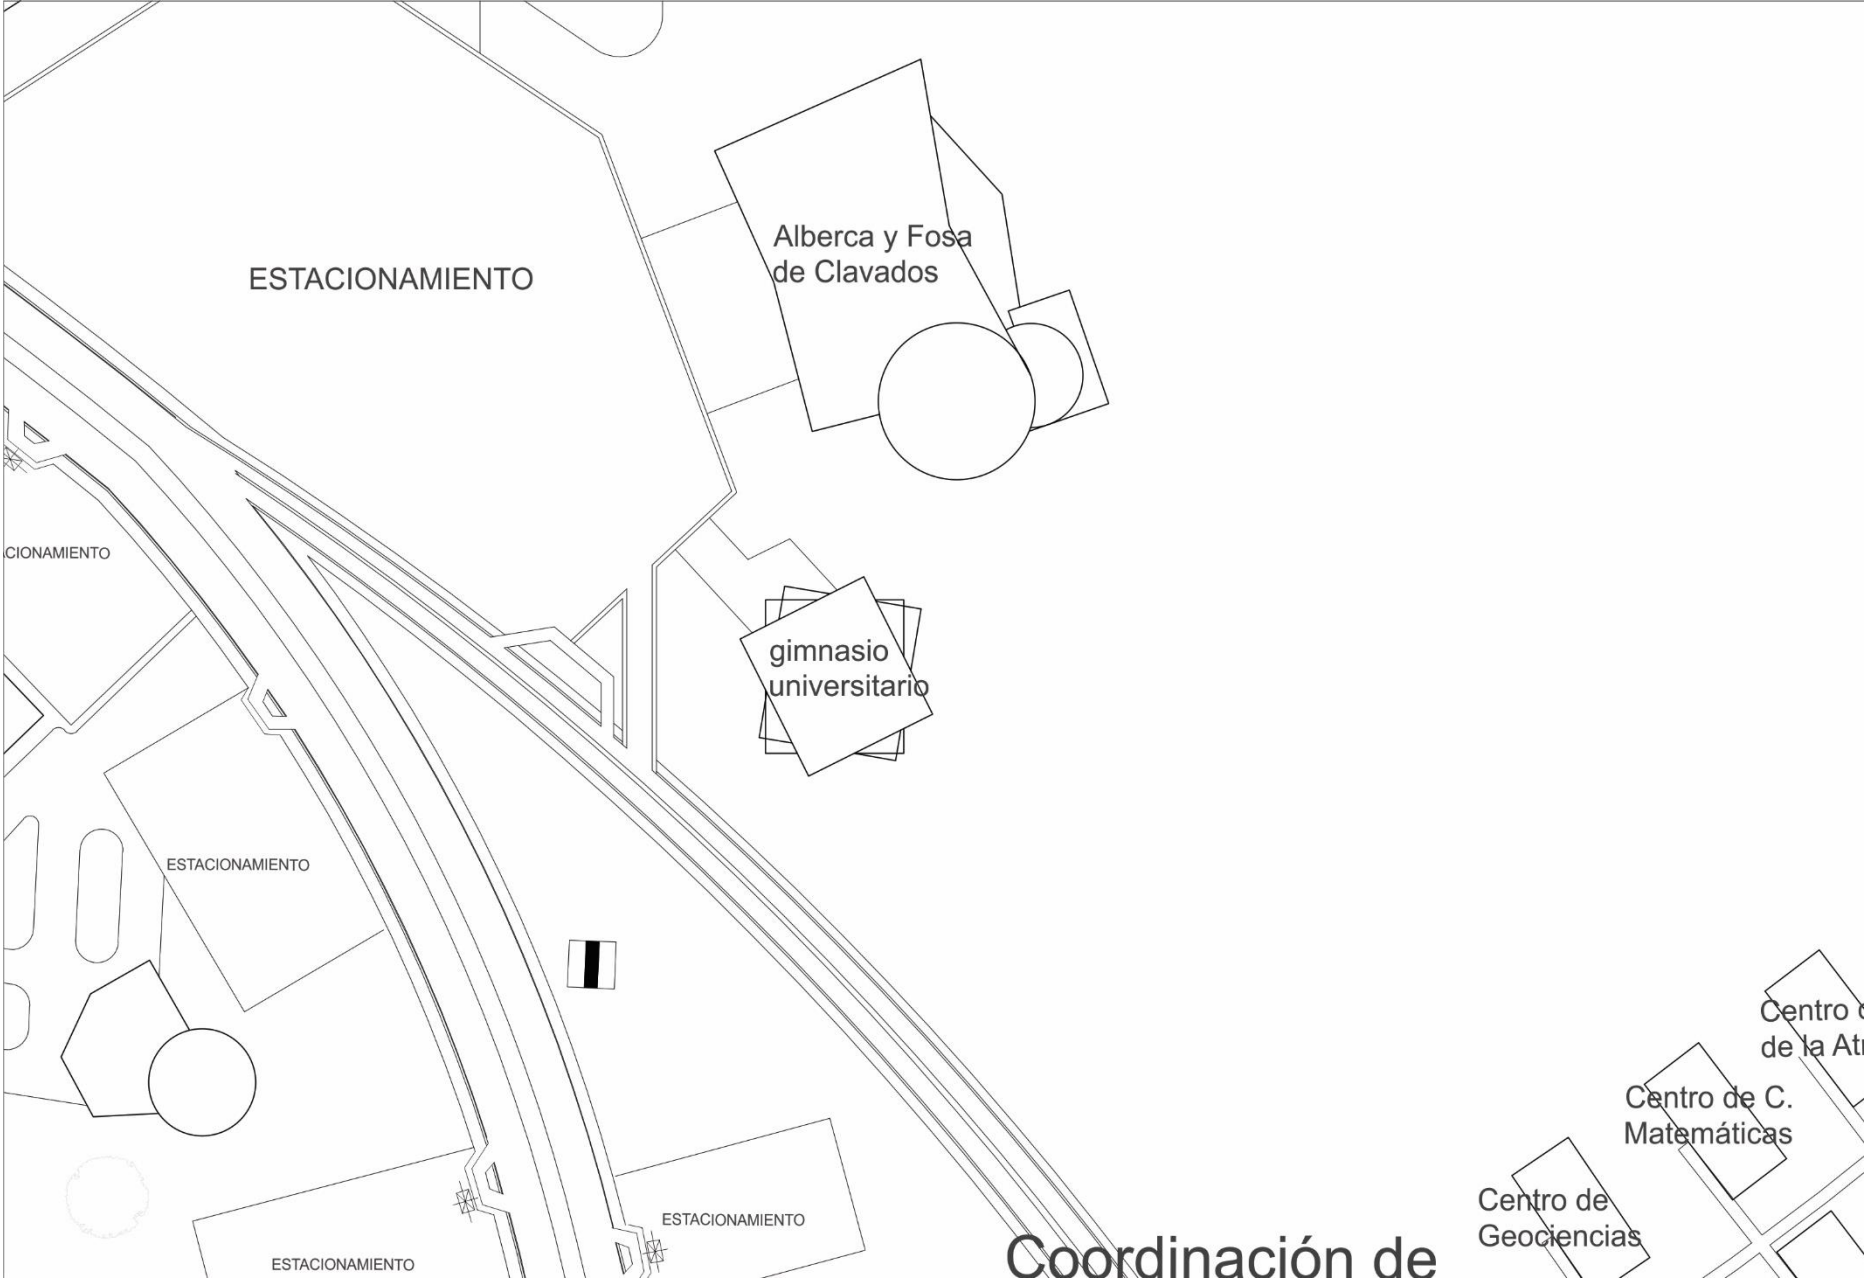 Alberca y Fosa
de Clavados
ESTACIONAMIENTO
CIONAMIENTO
gimnasio
universitario
ESTACIONAMIENTO
Centro
de la
Centro de C.
Matemáticas
Centro de
Geociencias
ESTACIONAMIENTO
ESTACIONAMIENTO
Coordinación de